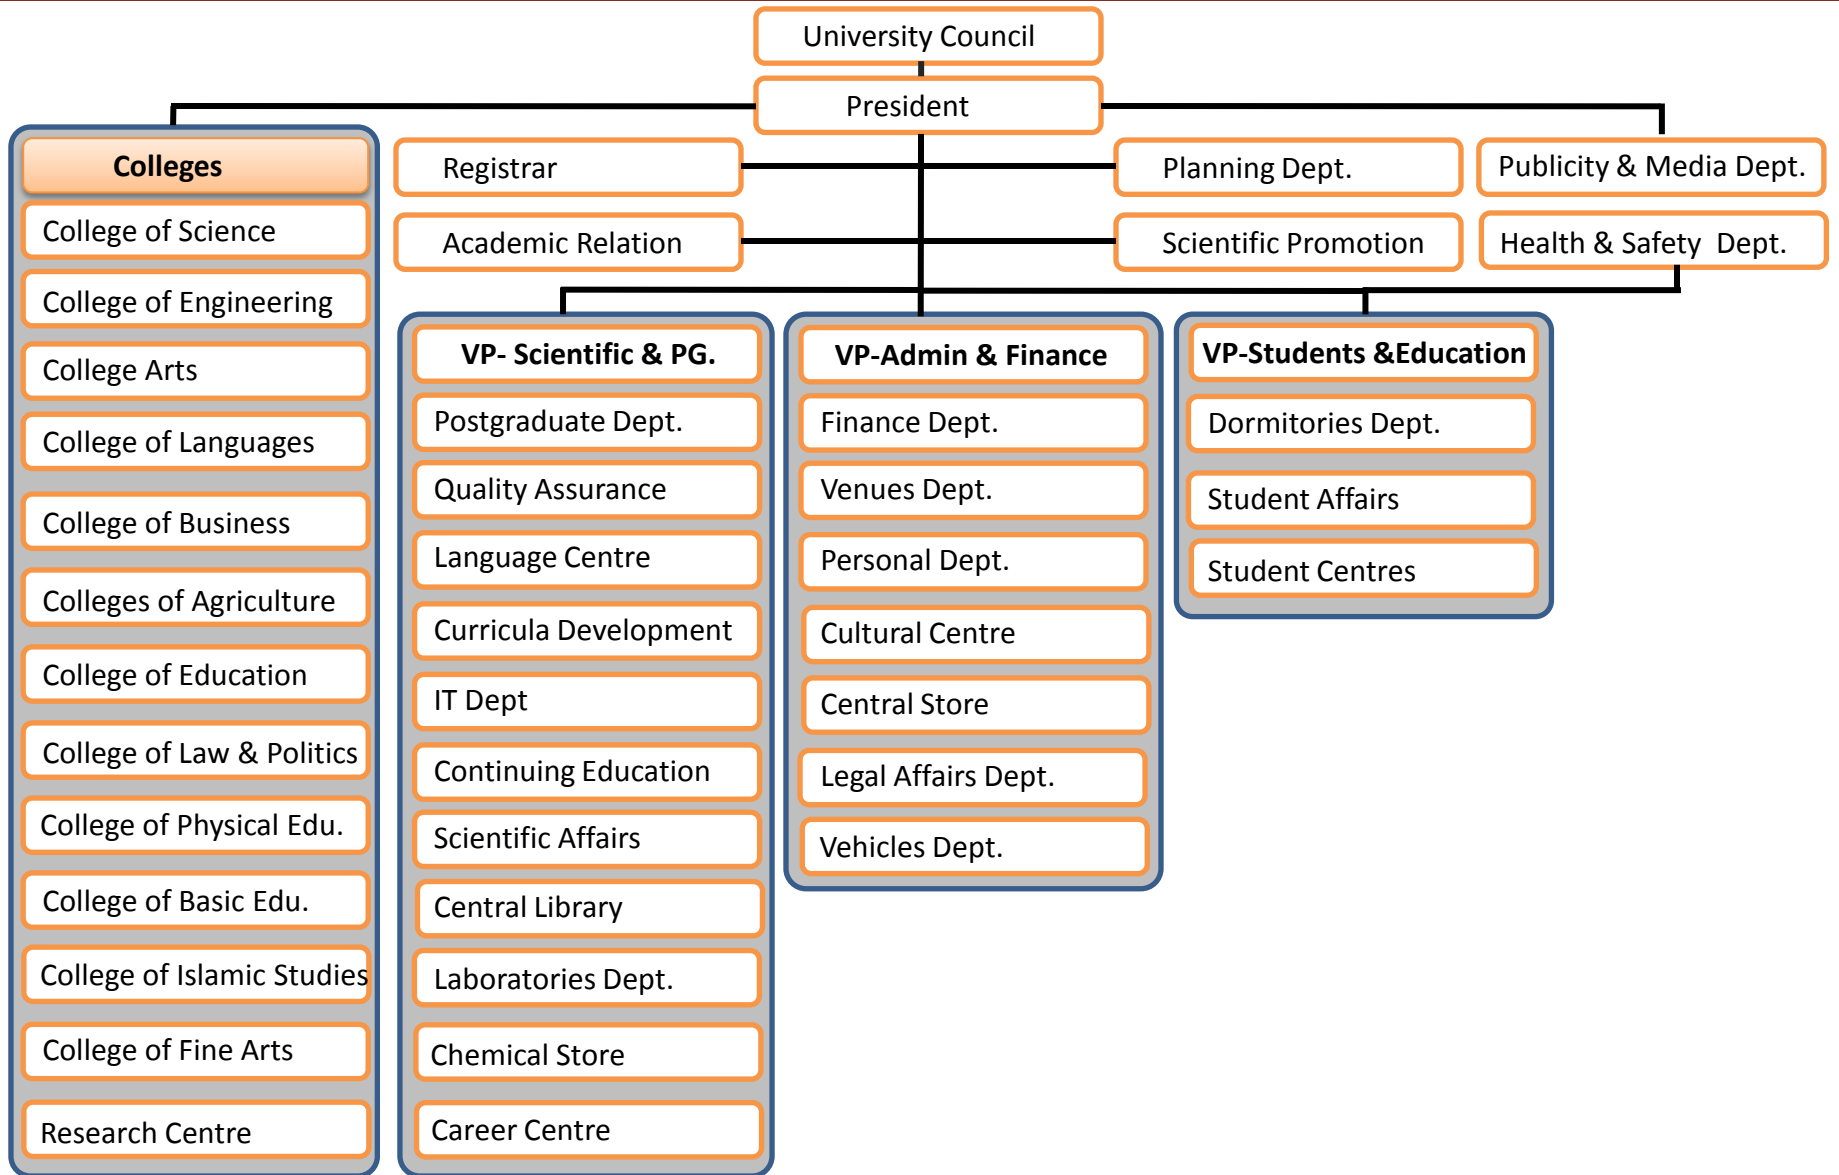 University Council
President
Colleges
College of Science
College of Engineering
College Arts
College of Languages
College of Business
Colleges of Agriculture
College of Education
College of Law & Politics
College of Physical Edu.
College of Basic Edu.
College of Islamic Studies
College of Fine Arts
Research Centre
Registrar
Planning Dept.
Publicity & Media Dept.
Academic Relation
Scientific Promotion
Health & Safety Dept.
VP- Scientific & PG.
Postgraduate Dept.
Quality Assurance
Language Centre
Curricula Development
IT Dept
Continuing Education
Scientific Affairs
Central Library
Laboratories Dept.
Chemical Store
Career Centre
VP-Admin & Finance
Finance Dept.
Venues Dept.
Personal Dept.
Cultural Centre
Central Store
Legal Affairs Dept.
Vehicles Dept.
VP-Students &Education
Dormitories Dept.
Student Affairs
Student Centres